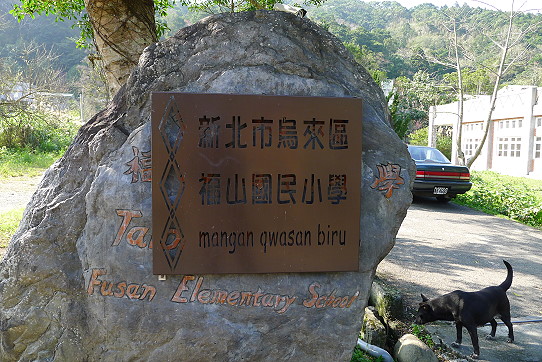 新北市烏來區
福山國民小學
mangan qwasan biru
Fusan Elementary School